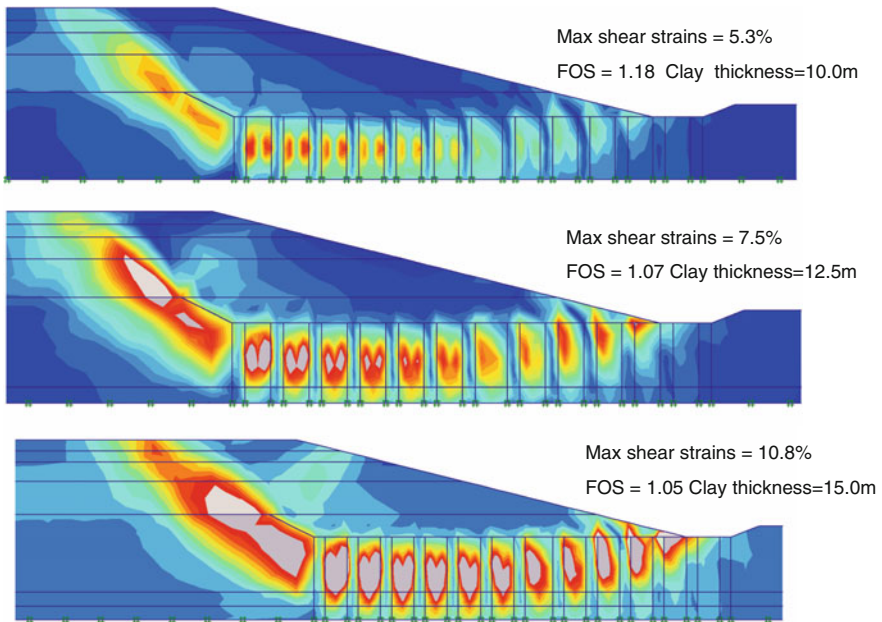 Max shear strains = 5.3%
FOS = 1.18 Clay thickness=10.0m
Max shear strains = 7.5%
FOS = 1.07 Clay thickness=12.5m
Max shear strains = 10.8%
FOS = 1.05 Clay thickness=15.0m